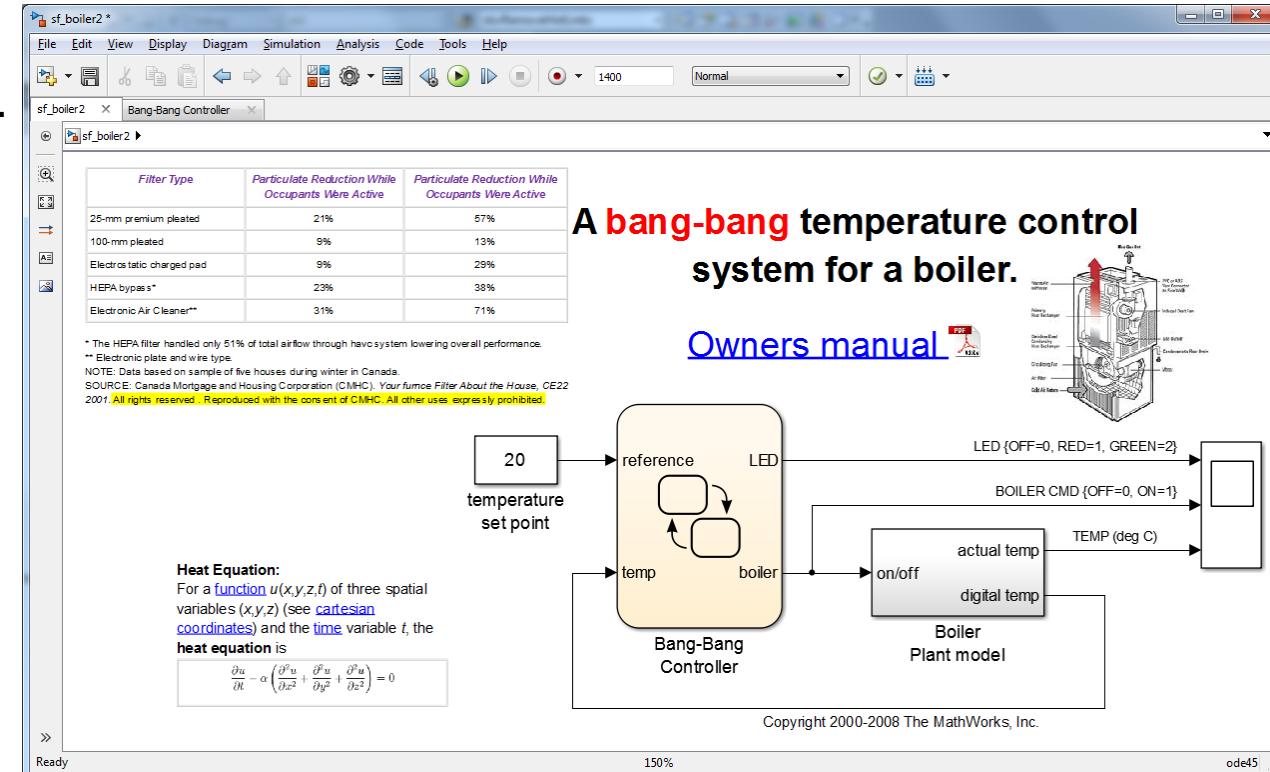 sf_boiler2 *
File Edit View Display Diagram Simulation Analysis Code Tools Help
1400 Normal
sf_boiler2 Bang-Bang Controller
sf_boiler2
Filter Type
Particulate Reduction While
Occupants Were Active
Particulate Reduction While
Occupants Were Active
25-mm premium pleated 21% 57%
100-mm pleated 9% 13%
Electrostatic charged pad 9% 29%
HEPA bypass* 23% 38%
Electronic Air Cleaner** 31% 71%
* The HEPA filter handled only 51% of total airflow through havc system lowering overall performance.
** Electronic plate and wire type.
NOTE: Data based on sample of five houses during winter in Canada.
SOURCE: Canada Mortgage and Housing Corporation (CMHC). Your furnce Filter About the House, CE22
2001. All rights reserved . Reproduced with the consent of CMHC. All other uses expressly prohibited.
A bang-bang temperature control
system for a boiler.
Owners manual
PDF
20
temperature
set point
reference LED
temp boiler
Bang-Bang
Controller
LED {OFF=0, RED=1, GREEN=2}
BOILER CMD {OFF=0, ON=1}
TEMP (deg C)
on/off
actual temp
digital temp
Boiler
Plant model
Heat Equation:
For a function u(x,y,z,t) of three spatial
variables (x,y,z) (see cartesian
coordinates) and the time variable t, the
heat equation is
∂u/∂t − α(∂²u/∂x² + ∂²u/∂y² + ∂²u/∂z²) = 0
Copyright 2000-2008 The MathWorks, Inc.
Ready 150% ode45